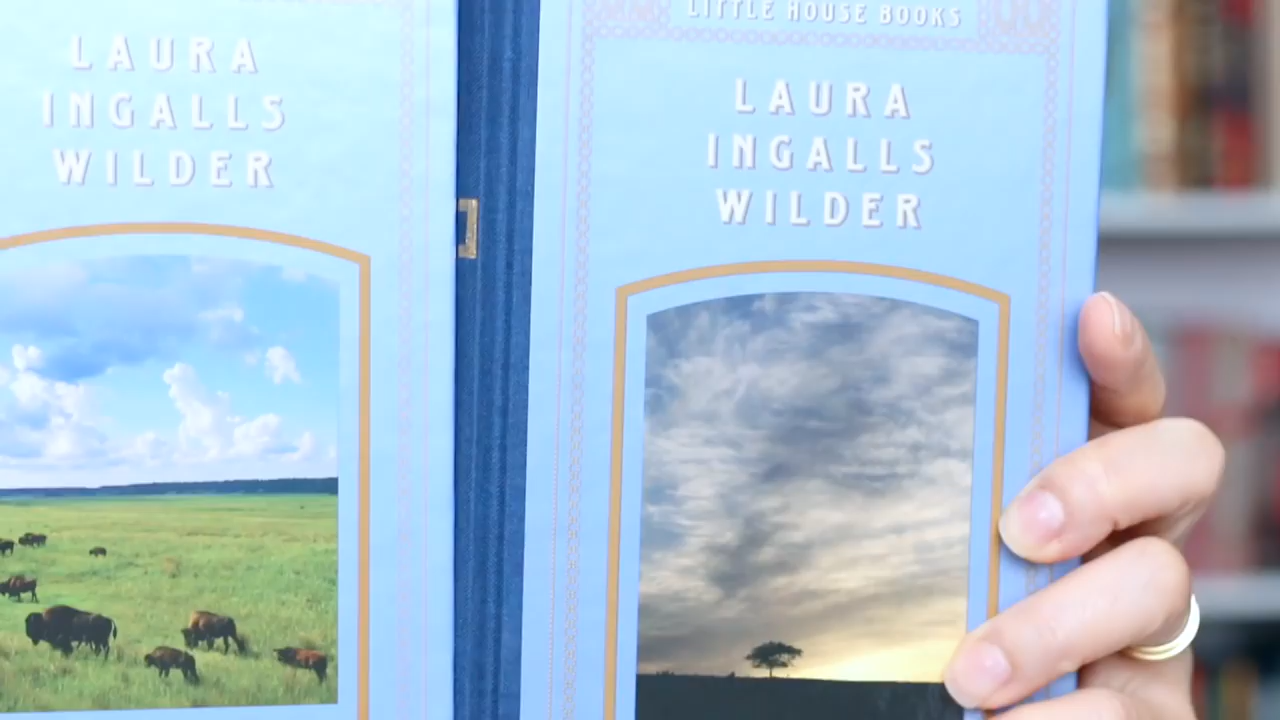 LAURA
INGALLS
WILDER
LITTLE HOUSE BOOKS
LAURA
INGALLS
WILDER